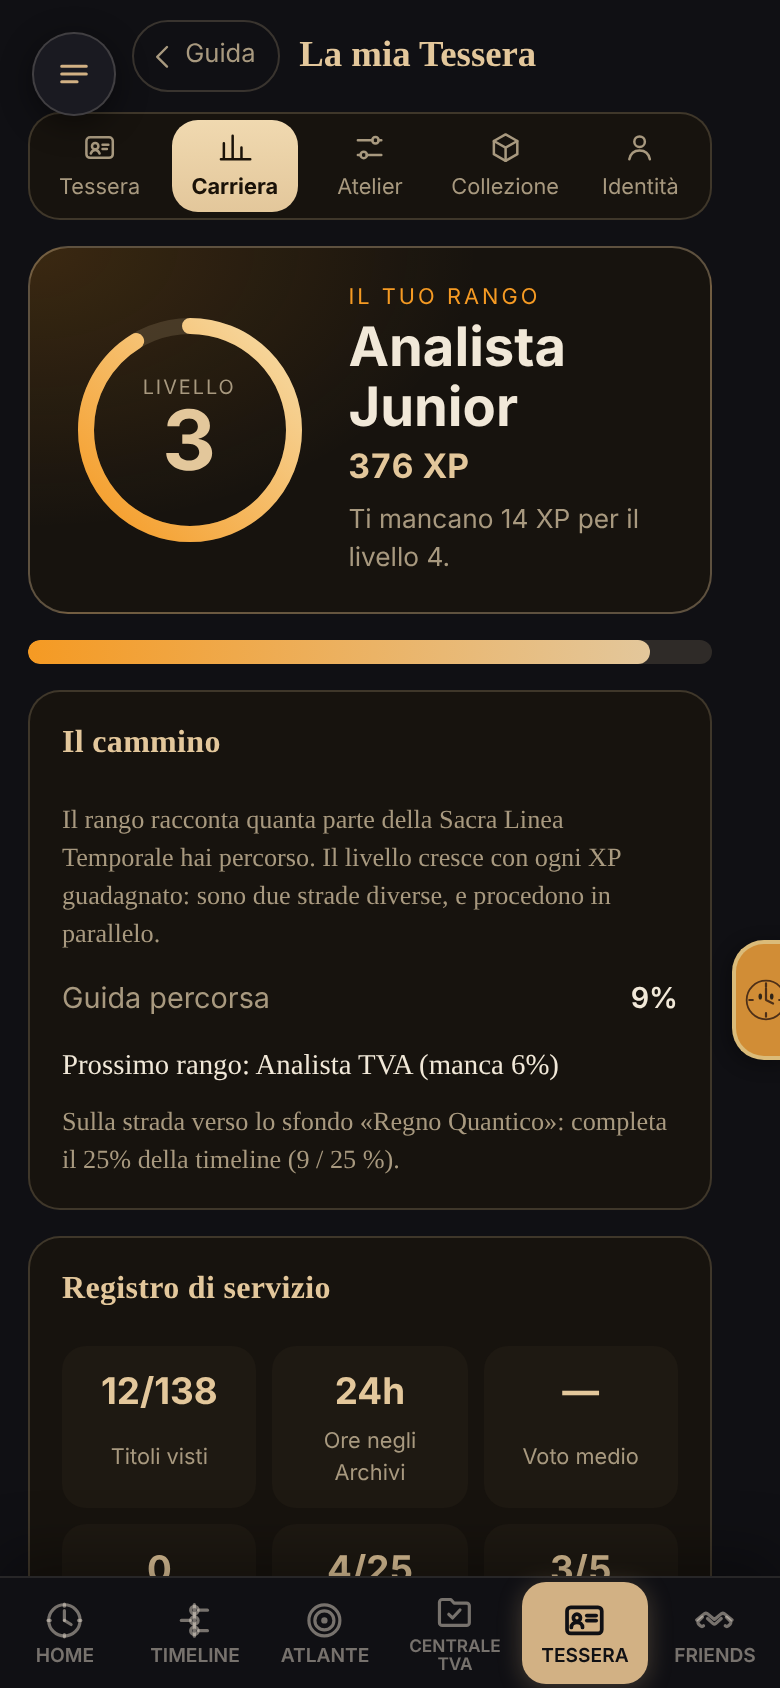 Guida
La mia Tessera
Tessera
Carriera
Atelier
Collezione
Identità
LIVELLO
3
IL TUO RANGO
Analista
Junior
376 XP
Ti mancano 14 XP per il
livello 4.
Il cammino
Il rango racconta quanta parte della Sacra Linea
Temporale hai percorso. Il livello cresce con ogni XP
guadagnato: sono due strade diverse, e procedono in
parallelo.
Guida percorsa 9%
Prossimo rango: Analista TVA (manca 6%)
Sulla strada verso lo sfondo «Regno Quantico»: completa
il 25% della timeline (9 / 25 %).
Registro di servizio
12/138
Titoli visti
24h
Ore negli
Archivi
—
Voto medio
0
4/25
3/5
HOME
TIMELINE
ATLANTE
CENTRALE
TVA
TESSERA
FRIENDS